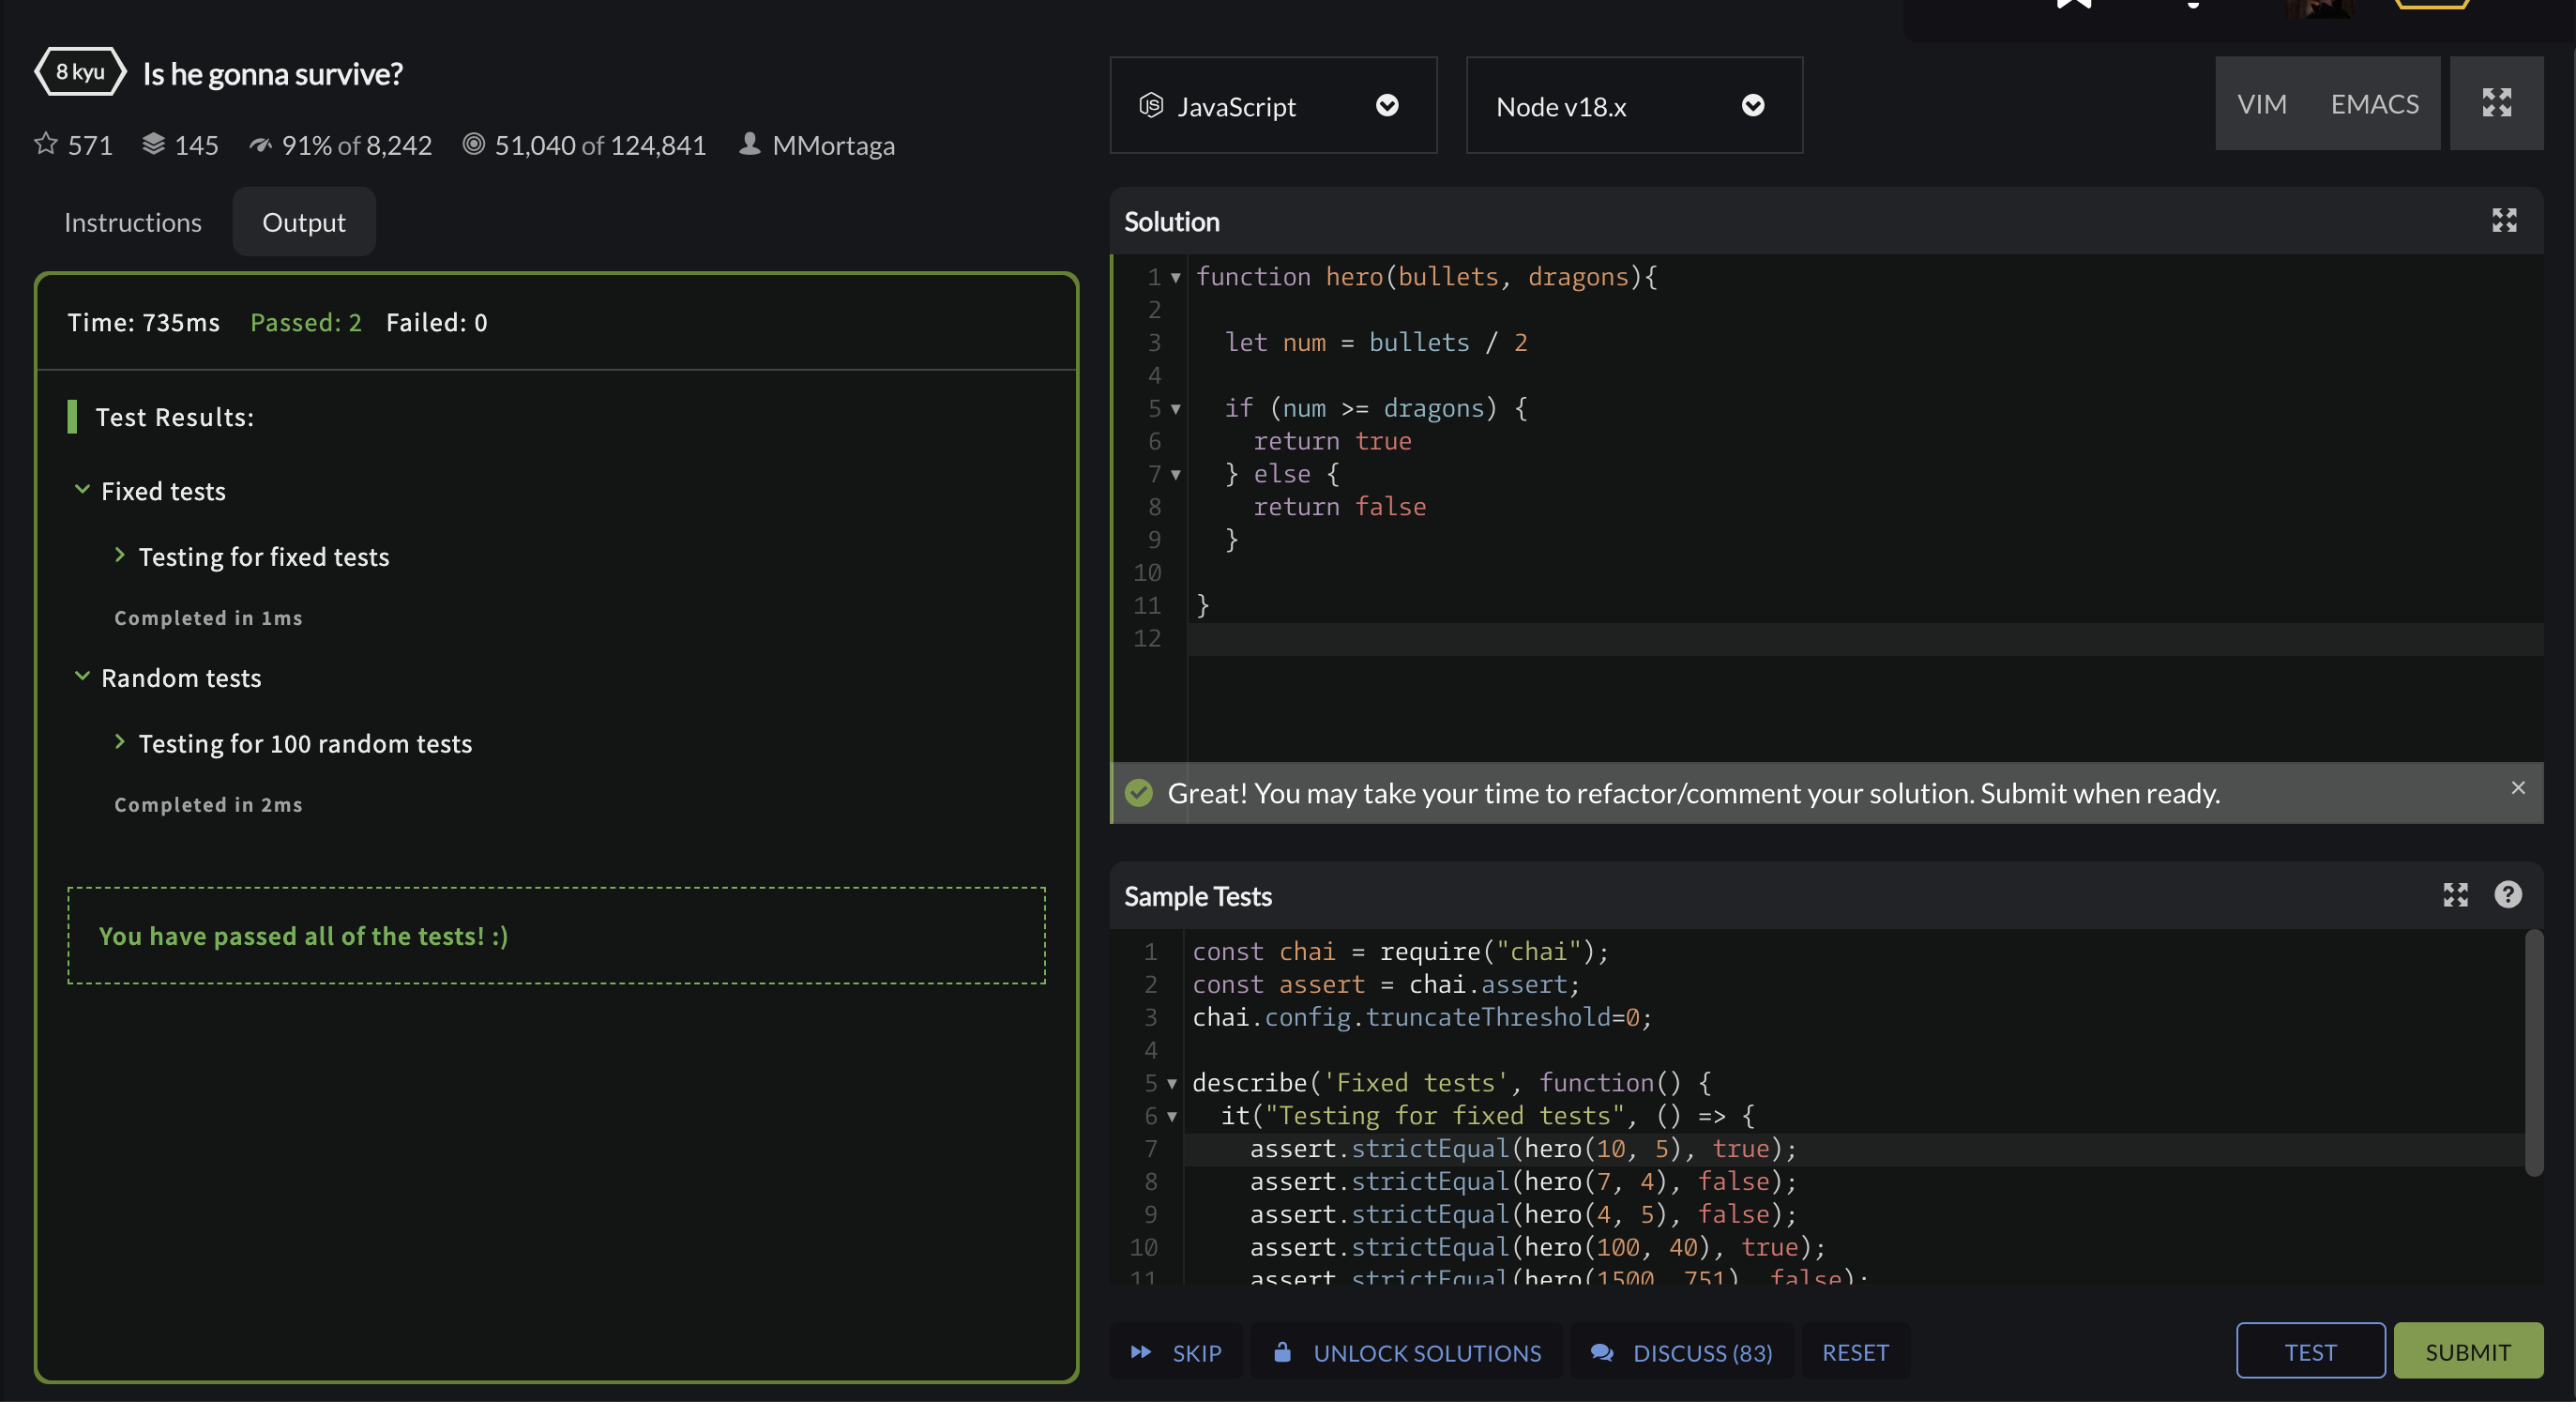 8 kyu Is he gonna survive?
571 145 91% of 8,242 51,040 of 124,841 MMortaga
Instructions Output
Time: 735ms Passed: 2 Failed: 0
Test Results:
Fixed tests
Testing for fixed tests
Completed in 1ms
Random tests
Testing for 100 random tests
Completed in 2ms
You have passed all of the tests! :)
JS JavaScript Node v18.x VIM EMACS
Solution
1 function hero(bullets, dragons){
2
3 let num = bullets / 2
4
5 if (num >= dragons) {
6 return true
7 } else {
8 return false
9 }
10
11 }
12
Great! You may take your time to refactor/comment your solution. Submit when ready.
Sample Tests
1 const chai = require("chai");
2 const assert = chai.assert;
3 chai.config.truncateThreshold=0;
4
5 describe('Fixed tests', function() {
6 it("Testing for fixed tests", () => {
7 assert.strictEqual(hero(10, 5), true);
8 assert.strictEqual(hero(7, 4), false);
9 assert.strictEqual(hero(4, 5), false);
10 assert.strictEqual(hero(100, 40), true);
11 assert.strictEqual(hero(1500, 751), false);
SKIP UNLOCK SOLUTIONS DISCUSS (83) RESET TEST SUBMIT